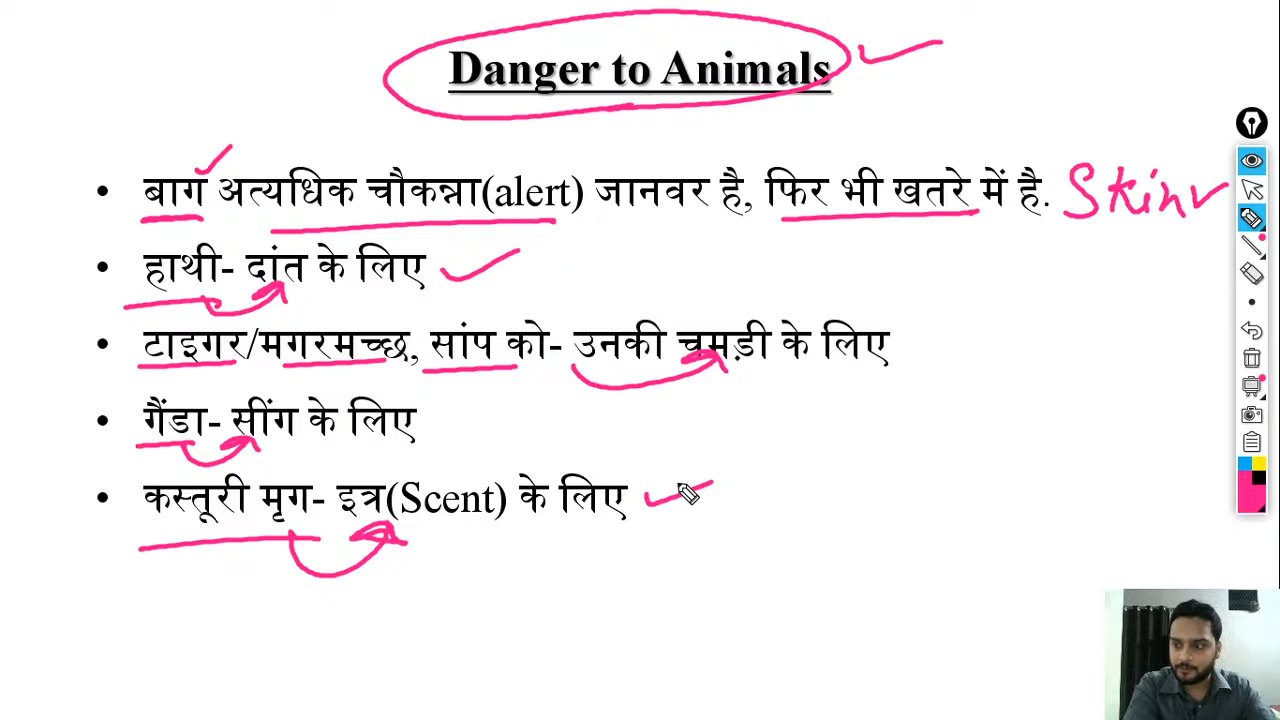 Danger to Animals
• बाग अत्यधिक चौकन्ना(alert) जानवर है, फिर भी खतरे में है. Skin
• हाथी- दांत के लिए
• टाइगर/मगरमच्छ, सांप को- उनकी चमड़ी के लिए
• गैंडा- सींग के लिए
• कस्तूरी मृग- इत्र(Scent) के लिए